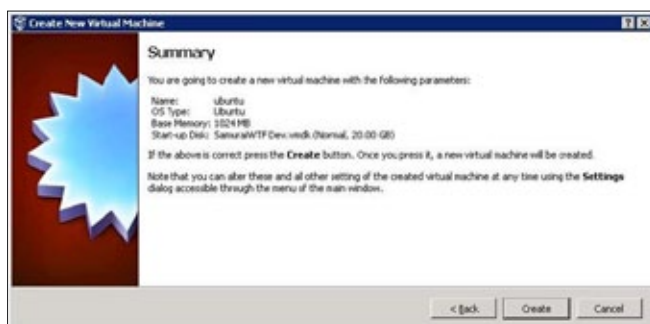 Create New Virtual Machine
Summary
You are going to create a new virtual machine with the following parameters:
Name: ubuntu
OS Type: Ubuntu
Base Memory: 1024 MB
Start-up Disk: SamuraiWTFDev.vmdk (Normal, 20.00 GB)
If the above is correct press the Create button. Once you press it, a new virtual machine will be created.
Note that you can alter these and all other setting of the created virtual machine at any time using the Settings
dialog accessible through the menu of the main window.
< Back Create Cancel